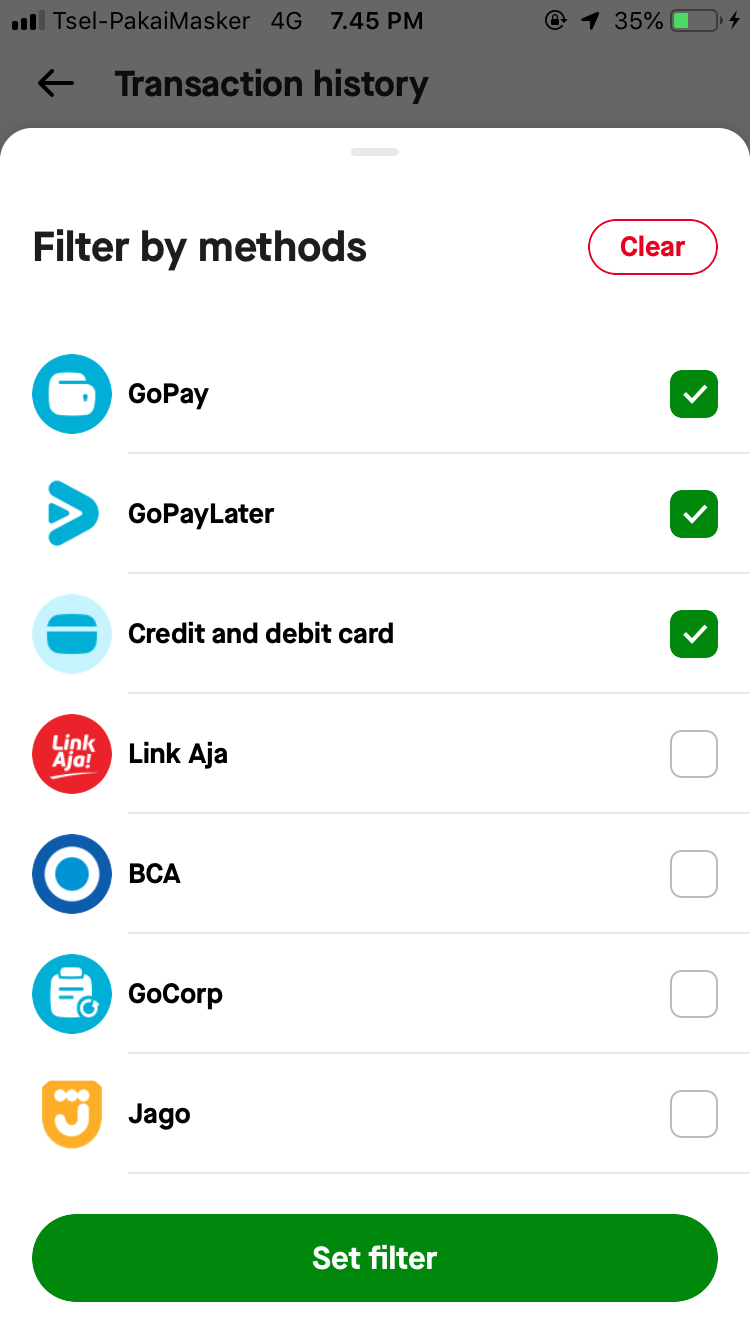 Tsel-PakaiMasker 4G 7.45 PM 35%
Transaction history
Filter by methods
Clear
GoPay
GoPayLater
Credit and debit card
Link
Aja!
Link Aja
BCA
GoCorp
Jago
Set filter